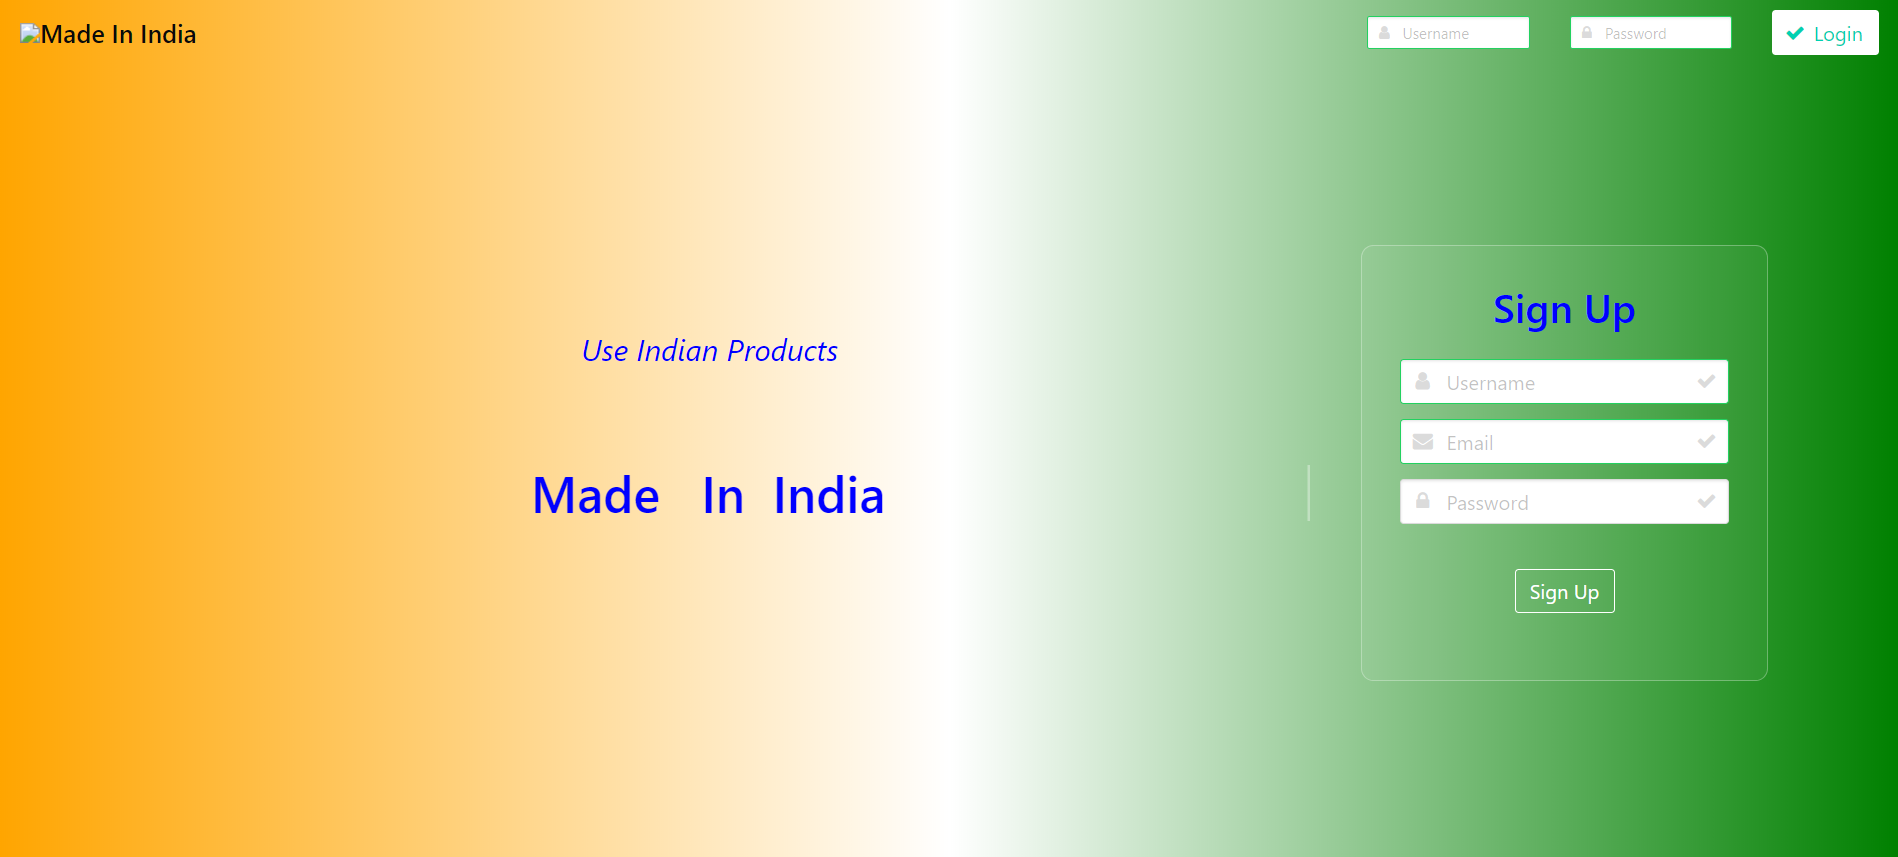 Made In India
Username
Password
Login
Use Indian Products
Made In India
Sign Up
Username
Email
Password
Sign Up